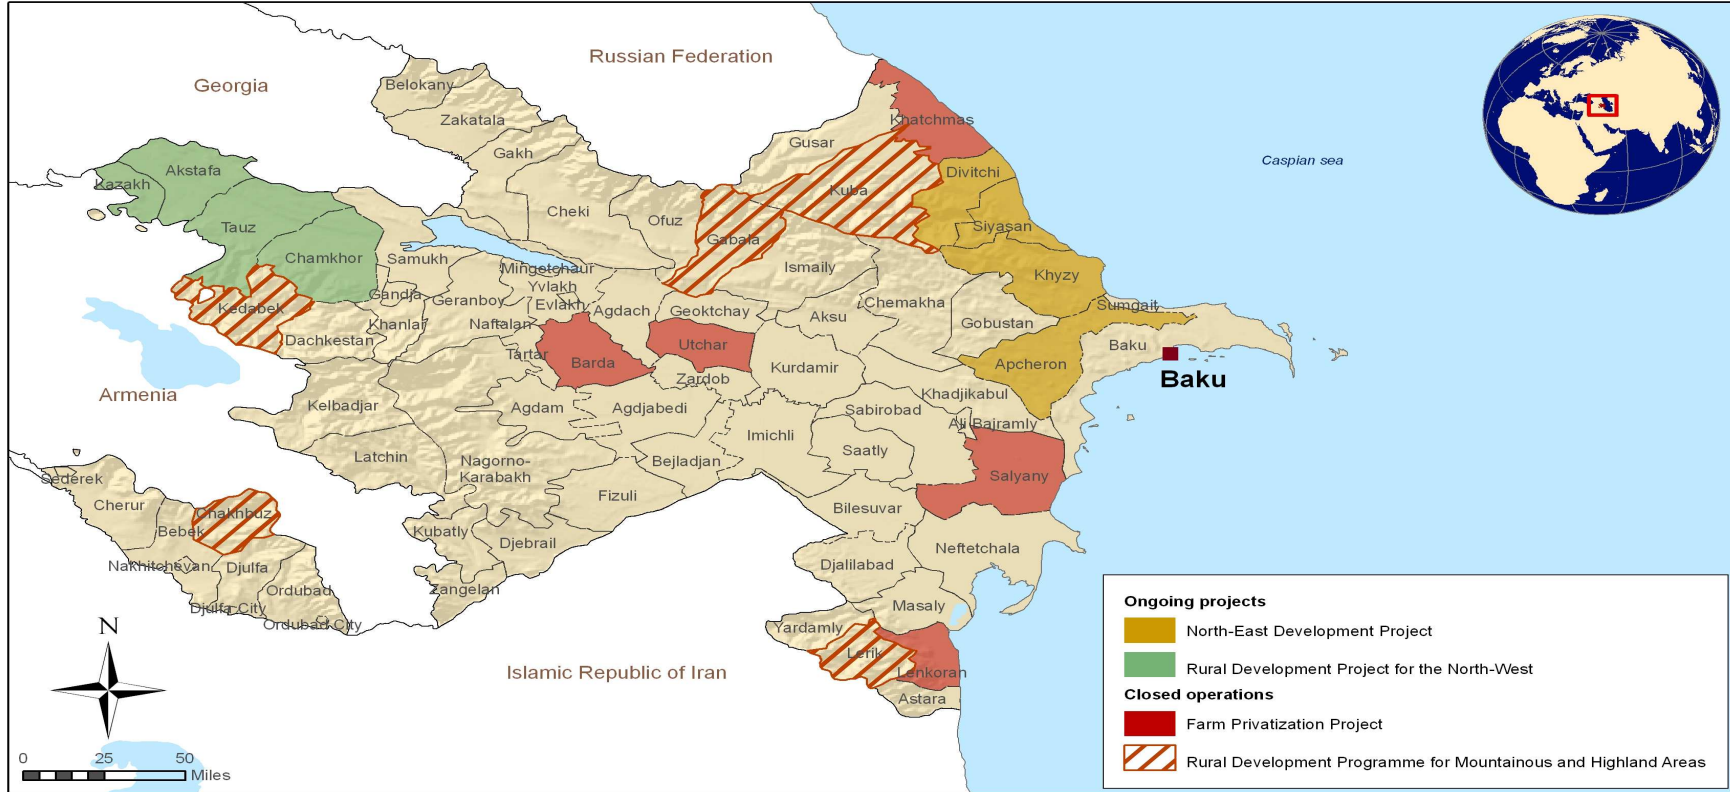 Russian Federation
Georgia
Belokany
Zakatala
Khatchmas
Gusar
Gakh
Caspian sea
Akstafa
Kazakh
Divitchi
Kuba
Cheki
Ofuz
Tauz
Siyasan
Gabala
Chamkhor
Samukh
Mingetchaur
Ismaily
Khyzy
Yvlakh
Gandja
Geranboy
Evlakh
Chemakha
Sumgait
Kedabek
Agdach
Geoktchay
Aksu
Khanlar
Naftalan
Gobustan
Dachkestan
Utchar
Baku
Tartar
Barda
Kurdamir
Apcheron
Baku
Zardob
Armenia
Khadjikabul
Kelbadjar
Agdam
Agdjabedi
Sabirobad
Ali Bajramly
Imichli
Saatly
Latchin
Nagorno-
Karabakh
Bejladjan
Salyany
Sederek
Fizuli
Cherur
Chakhbuz
Bilesuvar
Bebek
Kubatly
Djebrail
Neftetchala
Nakhitchevan
Djulfa
Djalilabad
Ordubad
Zangelan
Djulfa City
Masaly
Ordubad City
Yardamly
Lerik
Lenkoran
Islamic Republic of Iran
Astara
N
0 25 50
Miles
Ongoing projects
North-East Development Project
Rural Development Project for the North-West
Closed operations
Farm Privatization Project
Rural Development Programme for Mountainous and Highland Areas